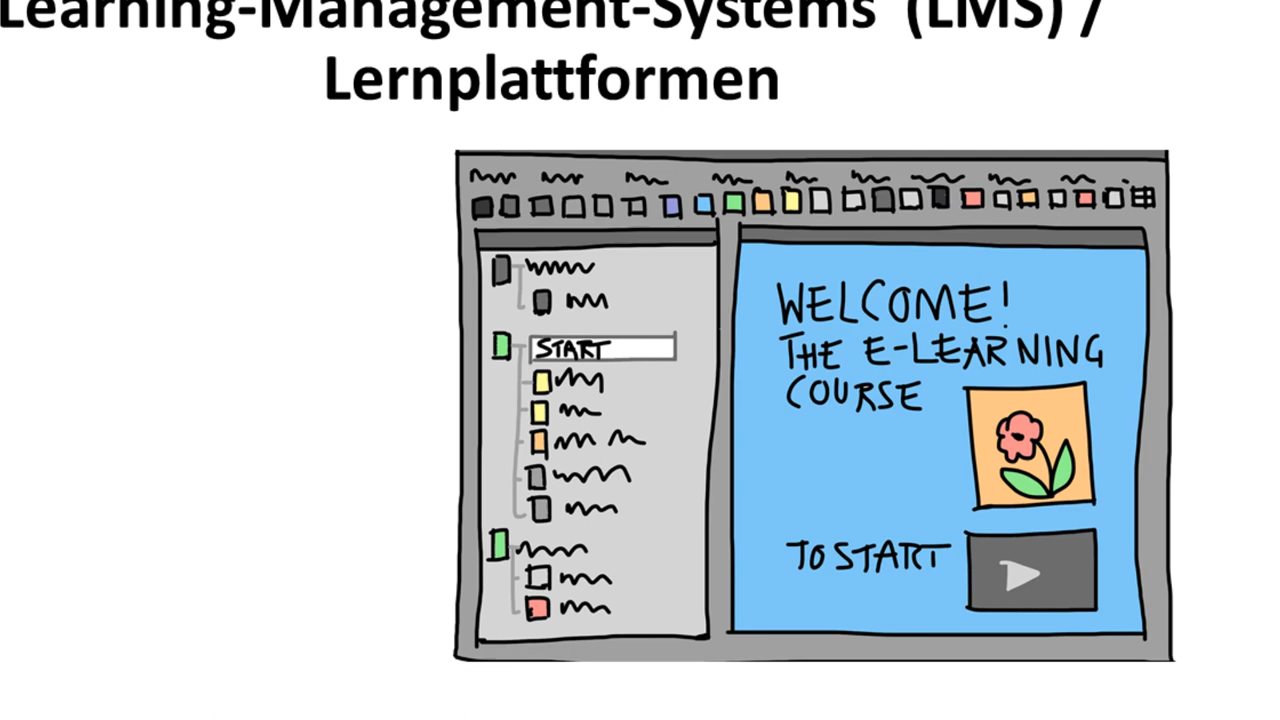 Learning-Management-Systems (LMS) /
Lernplattformen
START
WELCOME!
THE E-LEARNING
COURSE
TO START